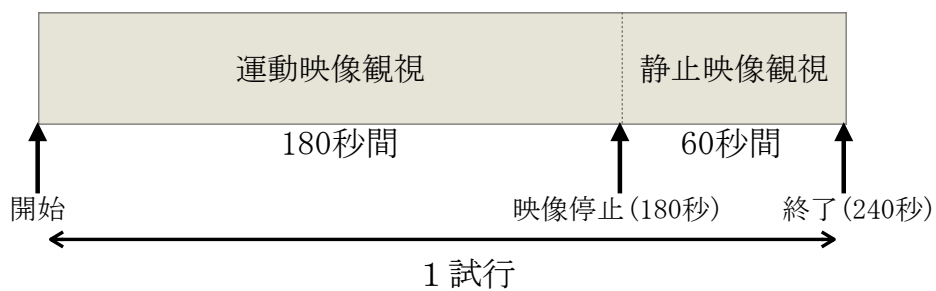 運動映像観視
静止映像観視
180秒間
60秒間
開始
映像停止(180秒)
終了(240秒)
1試行